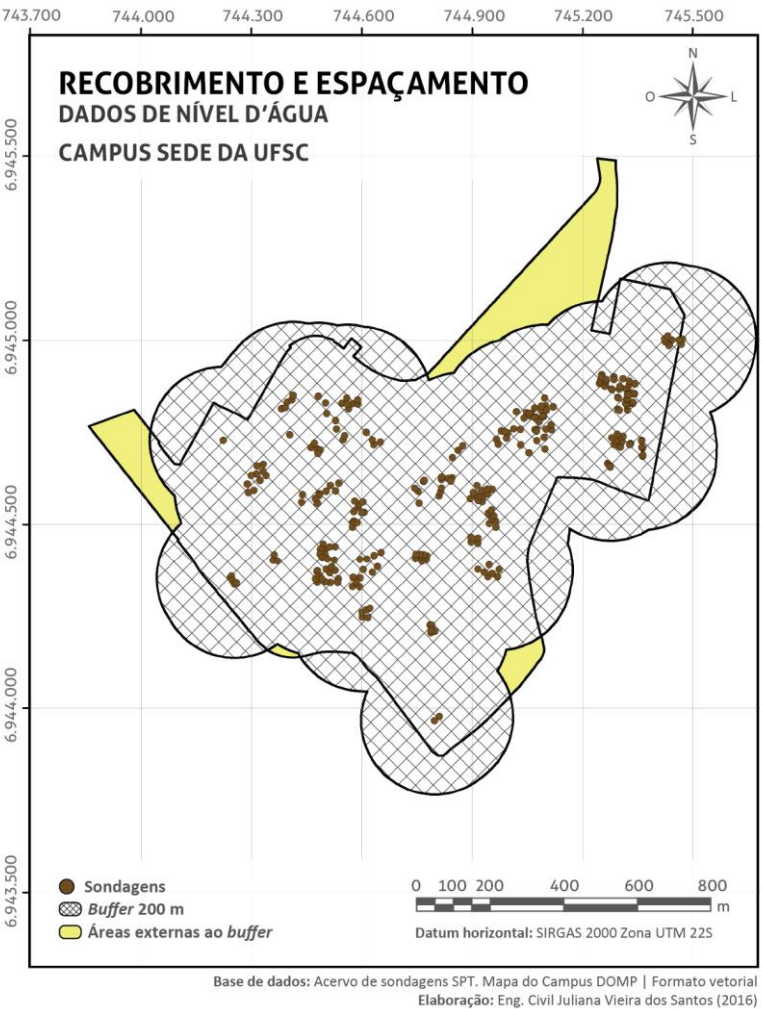 743.700 744.000 744.300 744.600 744.900 745.200 745.500
RECOBRIMENTO E ESPAÇAMENTO
DADOS DE NÍVEL D'ÁGUA
CAMPUS SEDE DA UFSC
N
O L
S
6.945.500
6.945.000
6.944.500
6.944.000
6.943.500
Sondagens
Buffer 200 m
Áreas externas ao buffer
0 100 200 400 600 800
m
Datum horizontal: SIRGAS 2000 Zona UTM 22S
Base de dados: Acervo de sondagens SPT. Mapa do Campus DOMP | Formato vetorial
Elaboração: Eng. Civil Juliana Vieira dos Santos (2016)